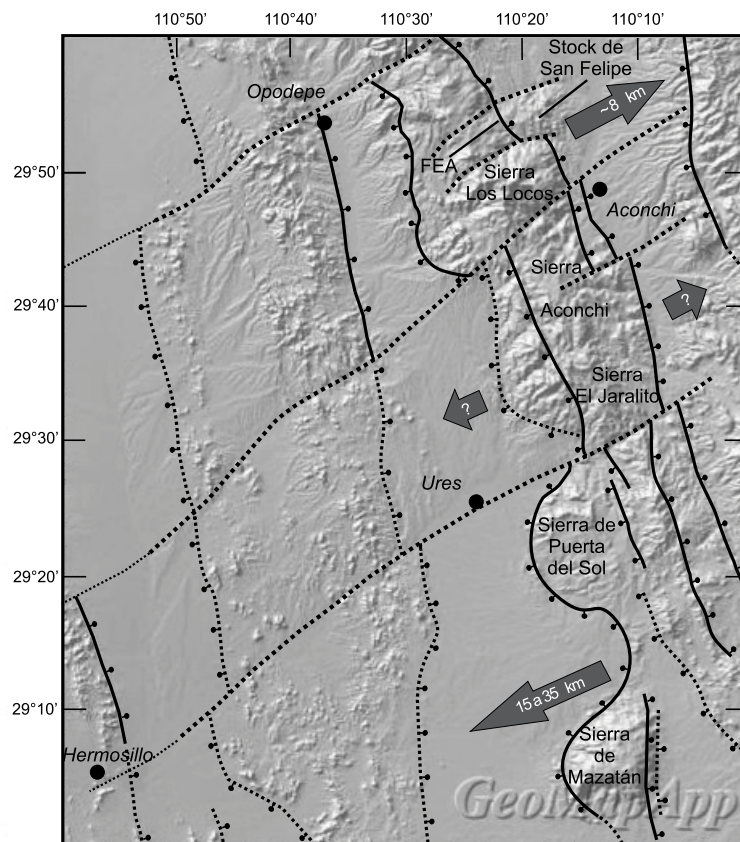 110°50'
110°40'
110°30'
110°20'
110°10'
Stock de
San Felipe
Opodepe
~8 km
29°50'
FEA
Sierra
Los Locos
Aconchi
Sierra
29°40'
Aconchi
?
Sierra
El Jaralito
?
29°30'
Ures
Sierra de
Puerta
del Sol
29°20'
15 a 35 km
29°10'
Sierra
de
Mazatán
Hermosillo
GeoMapApp